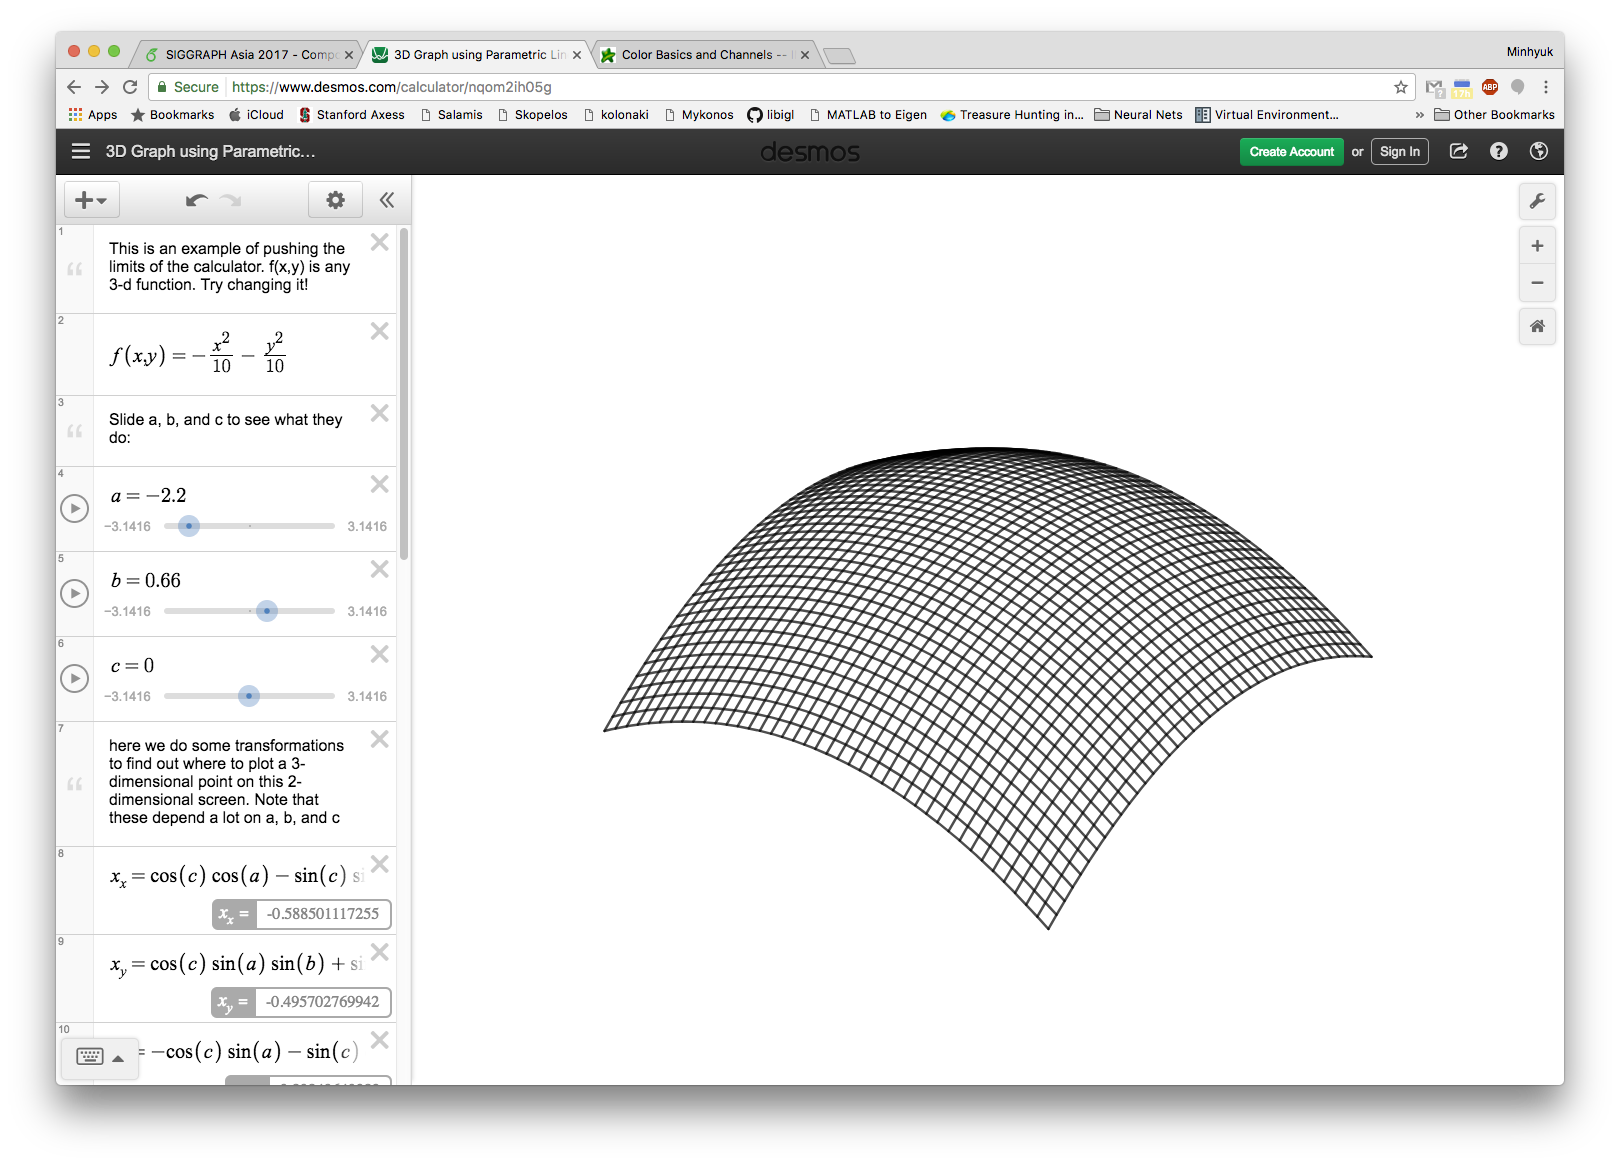 SIGGRAPH Asia 2017 - Comp
3D Graph using Parametric Lin
Color Basics and Channels --
Minhyuk
Secure https://www.desmos.com/calculator/nqom2ih05g
ABP
Apps Bookmarks iCloud Stanford Axess Salamis Skopelos kolonaki Mykonos libigl MATLAB to Eigen Treasure Hunting in... Neural Nets Virtual Environment... » Other Bookmarks
3D Graph using Parametric...
desmos
Create Account or Sign In
1
This is an example of pushing the
limits of the calculator. f(x,y) is any
3-d function. Try changing it!
2
f(x,y) = −x²/10 − y²/10
3
Slide a, b, and c to see what they
do:
4
a = −2.2
−3.1416 3.1416
5
b = 0.66
−3.1416 3.1416
6
c = 0
−3.1416 3.1416
7
here we do some transformations
to find out where to plot a 3-
dimensional point on this 2-
dimensional screen. Note that
these depend a lot on a, b, and c
8
xₓ = cos(c) cos(a) − sin(c) si
xₓ = -0.588501117255
9
x_y = cos(c) sin(a) sin(b) + si
x_y = -0.495702769942
10
= −cos(c) sin(a) − sin(c)